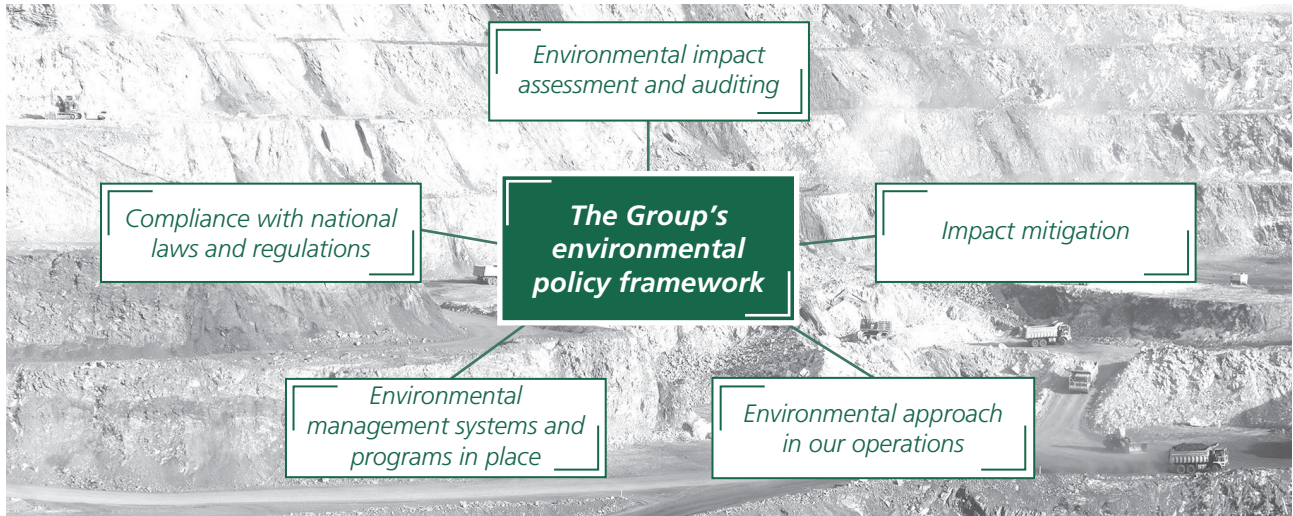 Environmental impact
assessment and auditing
Compliance with national
laws and regulations
The Group’s
environmental
policy framework
Impact mitigation
Environmental
management systems and
programs in place
Environmental approach
in our operations